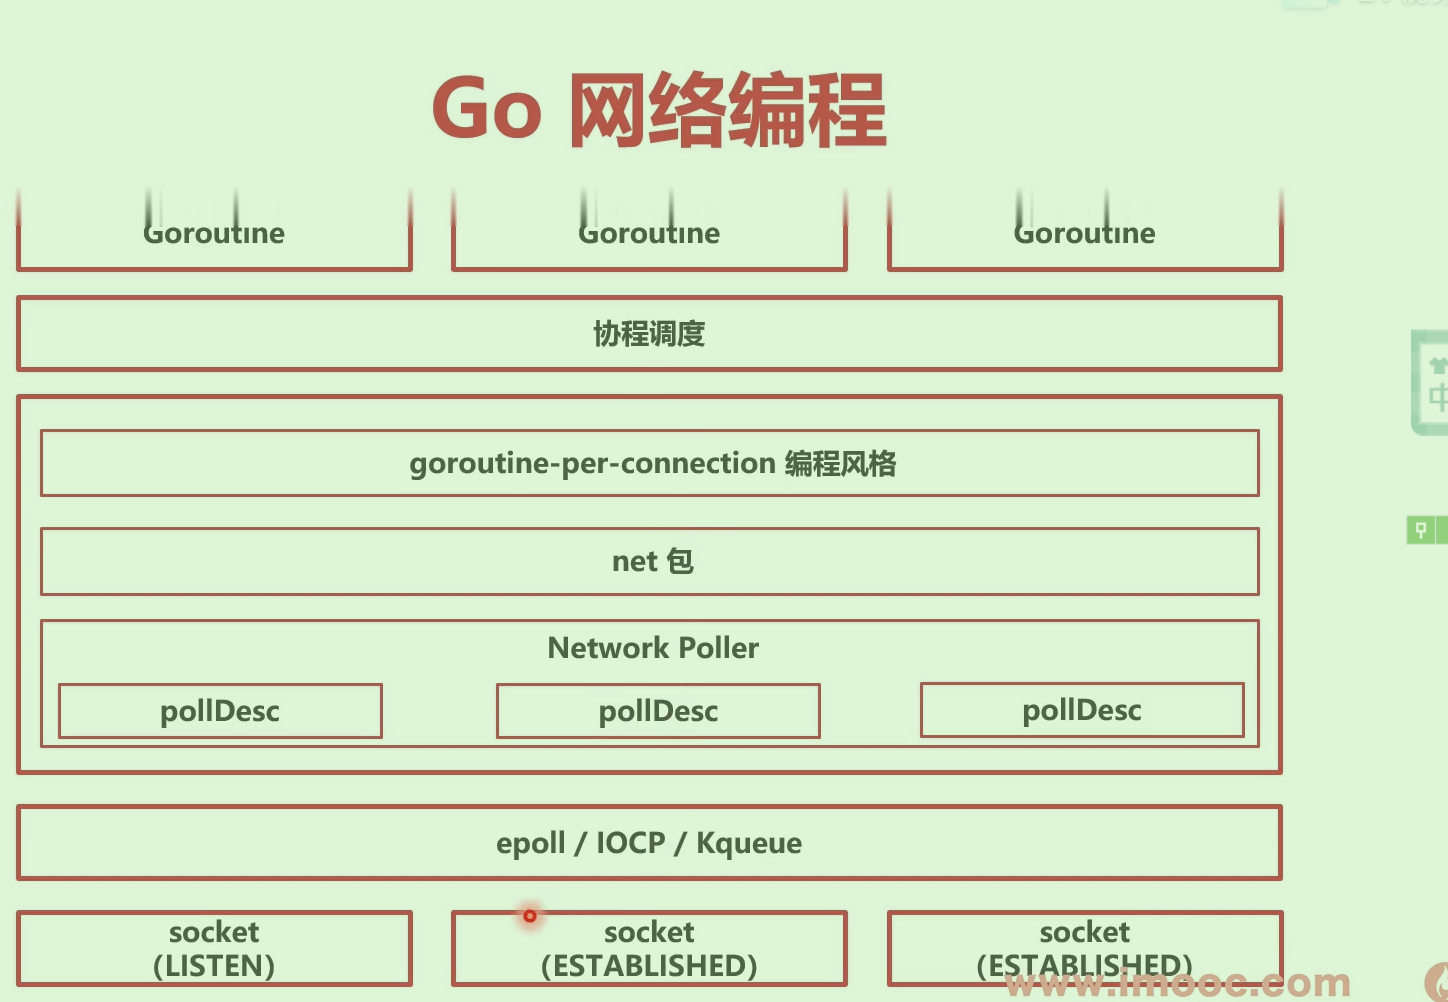 Go 网络编程
Goroutine
Goroutine
Goroutine
协程调度
goroutine-per-connection 编程风格
net 包
Network Poller
pollDesc
pollDesc
pollDesc
epoll / IOCP / Kqueue
socket
(LISTEN)
socket
(ESTABLISHED)
socket
(ESTABLISHED)
www.imooc.com
中